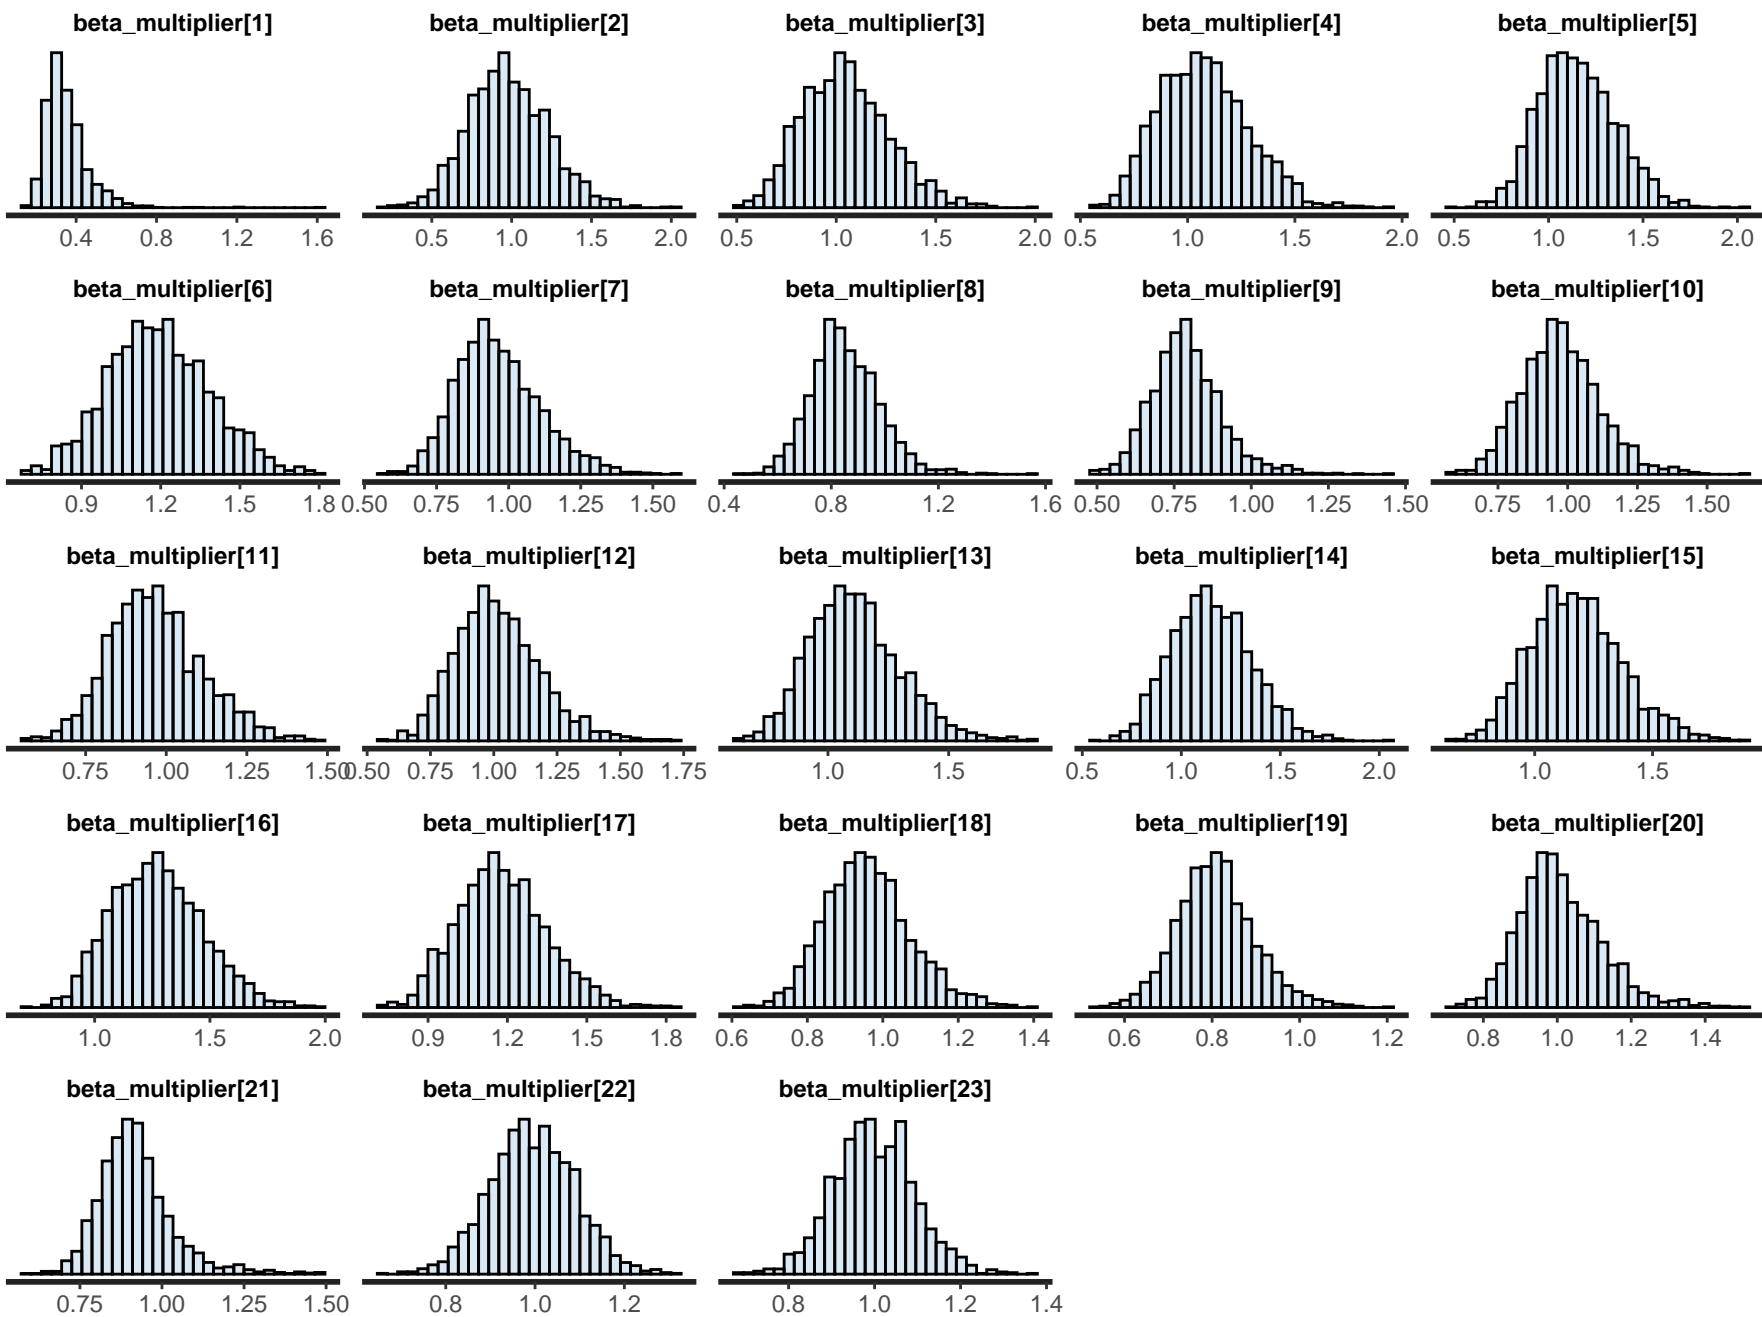 beta_multiplier[1] beta_multiplier[2] beta_multiplier[3] beta_multiplier[4] beta_multiplier[5]
0.4 0.8 1.2 1.6 0.5 1.0 1.5 2.0 0.5 1.0 1.5 2.0 0.5 1.0 1.5 2.0 0.5 1.0 1.5 2.0
beta_multiplier[6] beta_multiplier[7] beta_multiplier[8] beta_multiplier[9] beta_multiplier[10]
0.9 1.2 1.5 1.8 0.50 0.75 1.00 1.25 1.50 0.4 0.8 1.2 1.6 0.50 0.75 1.00 1.25 1.50 0.75 1.00 1.25 1.50
beta_multiplier[11] beta_multiplier[12] beta_multiplier[13] beta_multiplier[14] beta_multiplier[15]
0.75 1.00 1.25 1.50 0.50 0.75 1.00 1.25 1.50 1.75 1.0 1.5 0.5 1.0 1.5 2.0 1.0 1.5
beta_multiplier[16] beta_multiplier[17] beta_multiplier[18] beta_multiplier[19] beta_multiplier[20]
1.0 1.5 2.0 0.9 1.2 1.5 1.8 0.6 0.8 1.0 1.2 1.4 0.6 0.8 1.0 1.2 0.8 1.0 1.2 1.4
beta_multiplier[21] beta_multiplier[22] beta_multiplier[23]
0.75 1.00 1.25 1.50 0.8 1.0 1.2 0.8 1.0 1.2 1.4